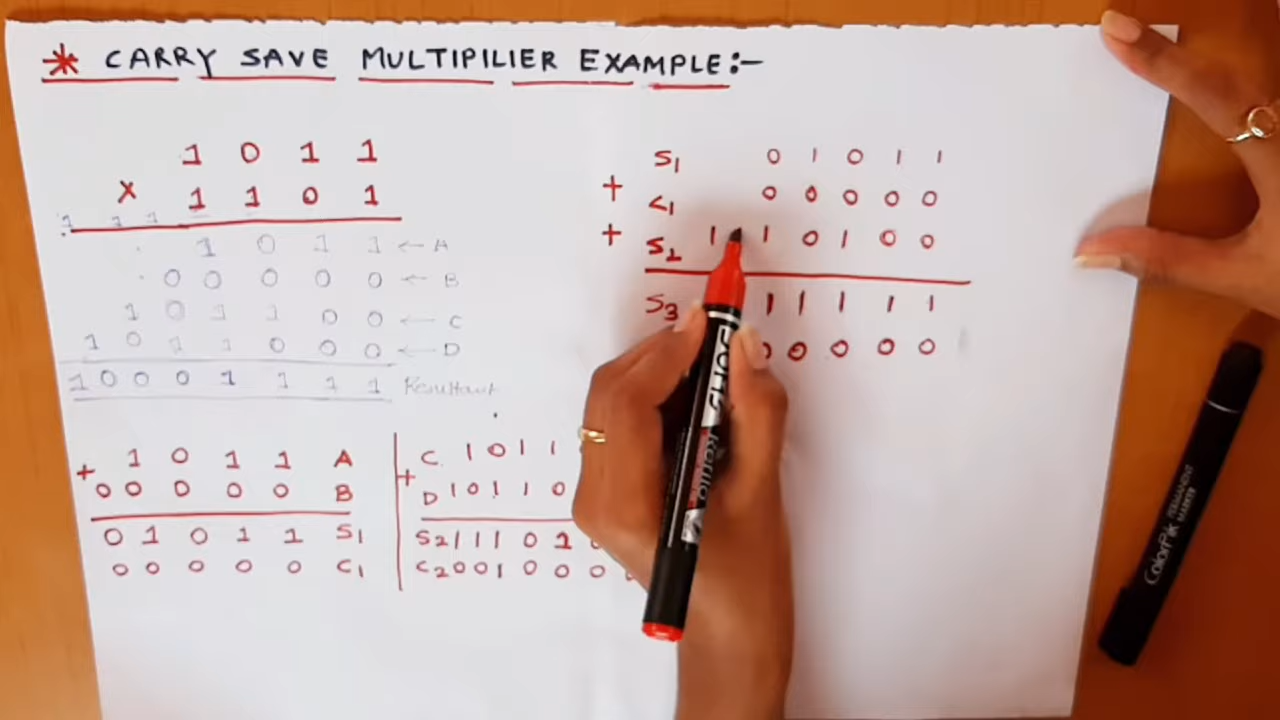 * CARRY SAVE MULTIPILIER EXAMPLE:-
1 0 1 1
X 1 1 0 1
1 1 1
1 0 1 1 ← A
0 0 0 0 0 ← B
1 0 1 1 0 0 ← C
1 0 1 1 0 0 0 ← D
1 0 0 0 1 1 1 1 Resultant
1 0 1 1 A
+ 0 0 0 0 0 B
0 1 0 1 1 S1
0 0 0 0 0 C1
C 1 0 1 1
+ D 1 0 1 1 0
S2 1 1 1 0 1
C2 0 0 1 0 0 0
S1 0 1 0 1 1
+ C1 0 0 0 0 0
+ S2 1 1 0 1 0 0
S3 1 1 1 1 1
0 0 0 0 0
ColorPik PERMANENT MARKER